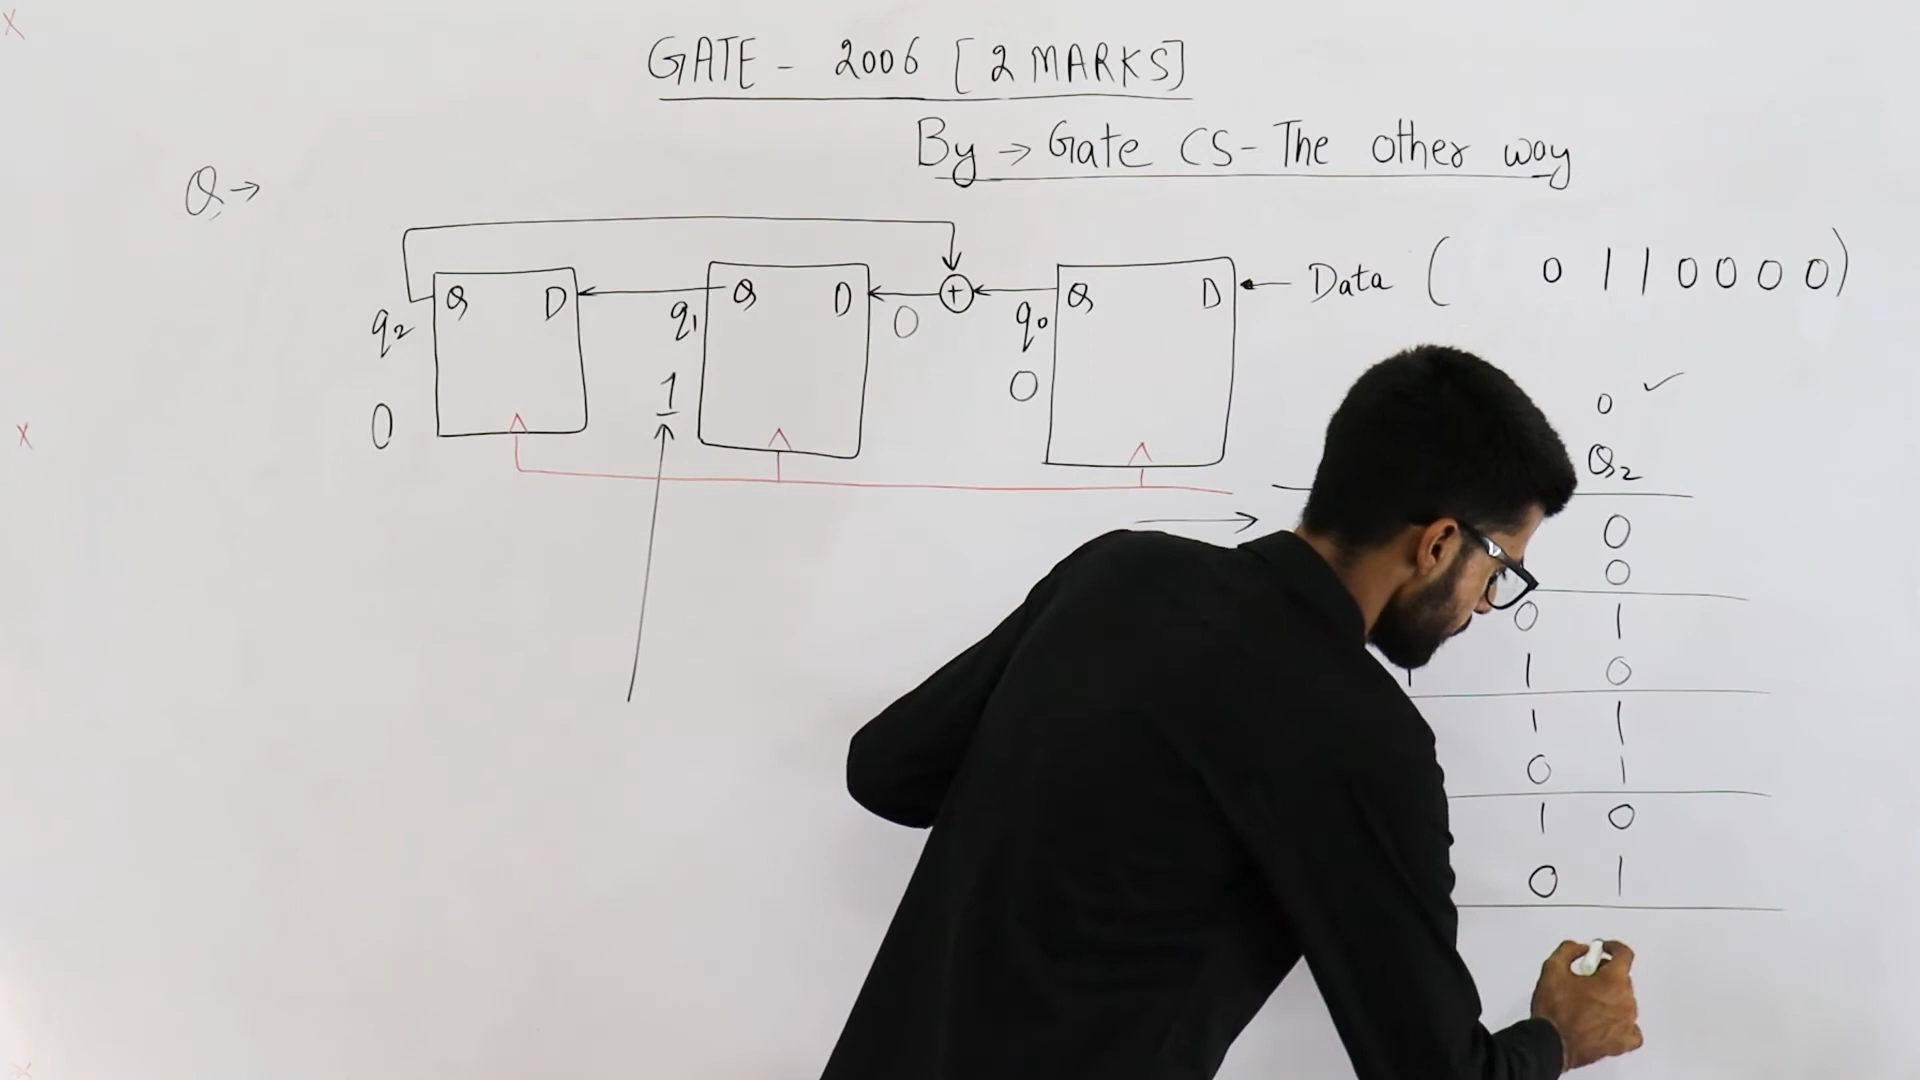 GATE - 2006 [2 MARKS]
By → Gate CS - The other way
Q →
Q D Q D + Q D ← Data ( 0 1 1 0 0 0 0 )
q2 q1 0 q0
0 1 0
0 ✓
Q2
0
0
0 1
1 1 0
1 1
0 1
1 0
0 1